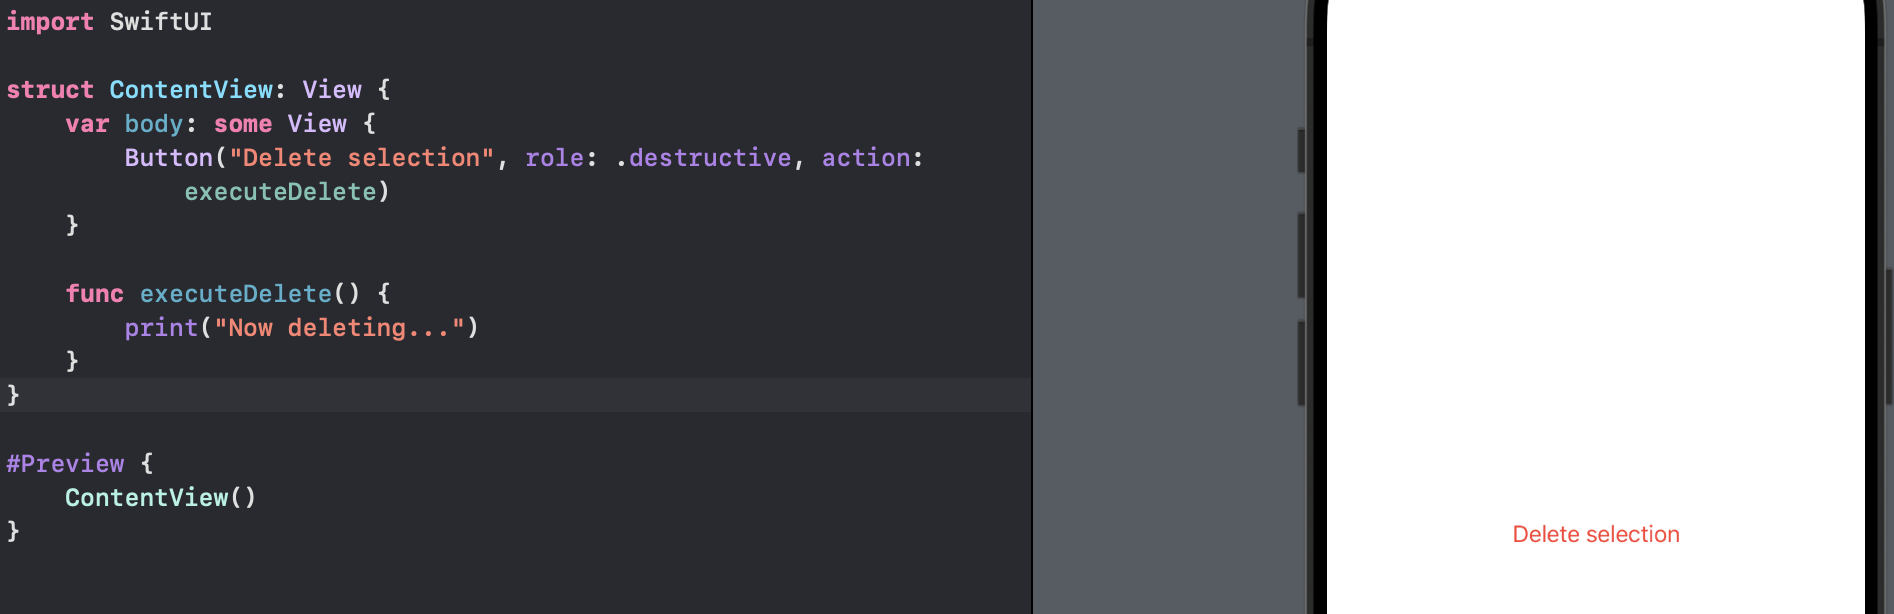 import SwiftUI
struct ContentView: View {
var body: some View {
Button("Delete selection", role: .destructive, action:
executeDelete)
}
func executeDelete() {
print("Now deleting...")
}
}
#Preview {
ContentView()
}
Delete selection